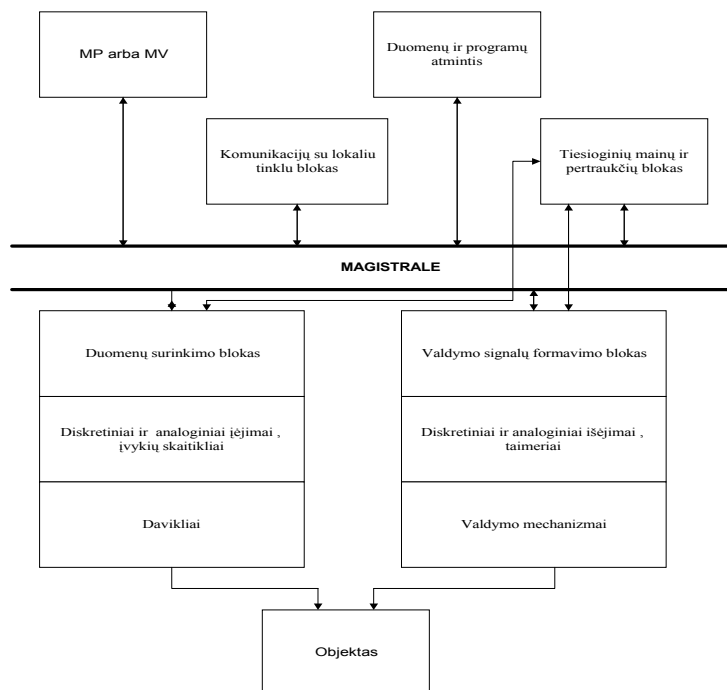 MP arba MV
Duomenų ir programų
atmintis
Komunikacijų su lokaliu
tinklu blokas
Tiesioginių mainų ir
pertraukčių blokas
MAGISTRALE
Duomenų surinkimo blokas
Valdymo signalų formavimo blokas
Diskretiniai ir analoginiai įėjimai ,
įvykių skaitikliai
Diskretiniai ir analoginiai išėjimai ,
taimeriai
Davikliai
Valdymo mechanizmai
Objektas